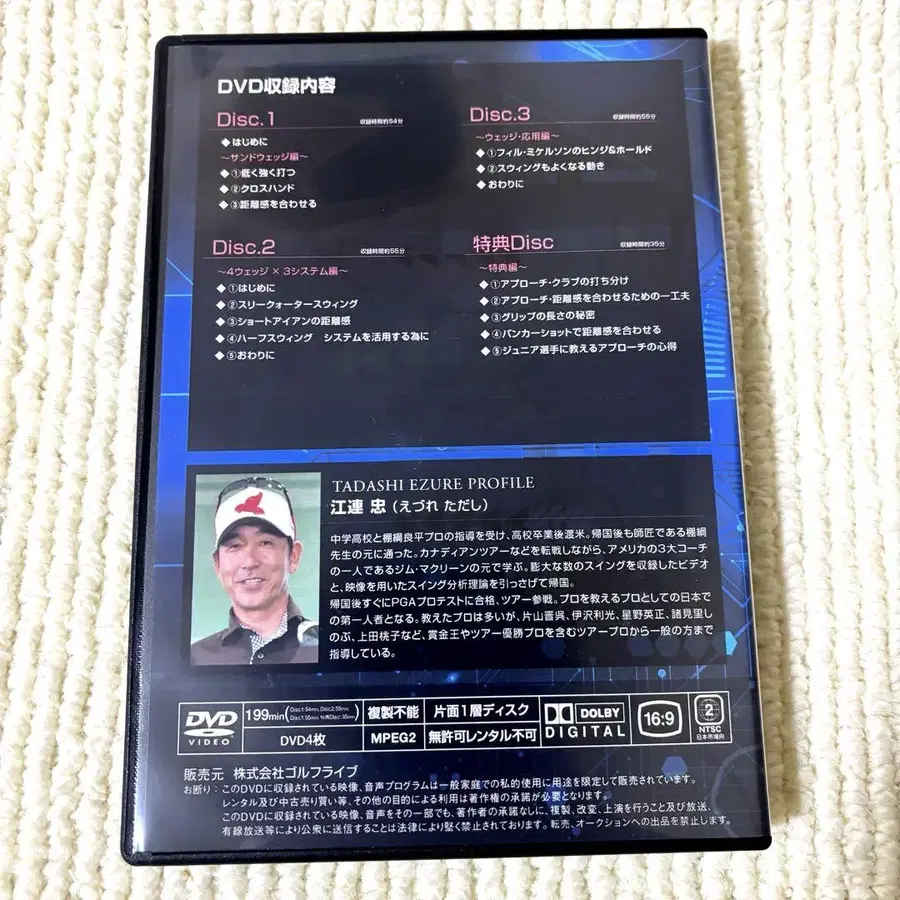 DVD収録内容
Disc.1 収録時間約54分
◆はじめに
～サンドウェッジ編～
◆①低く強く打つ
◆②クロスハンド
◆③距離感を合わせる
Disc.2 収録時間約55分
～4ウェッジ×3システム編～
◆①はじめに
◆②スリークォータースウィング
◆③ショートアイアンの距離感
◆④ハーフスウィング システムを活用する為に
◆⑤おわりに
Disc.3 収録時間約55分
～ウェッジ・応用編～
◆①フィル・ミケルソンのヒンジ&ホールド
◆②スウィングもよくなる動き
◆おわりに
特典Disc 収録時間約35分
～特典編～
◆①アプローチ・クラブの打ち分け
◆②アプローチ・距離感を合わせるための一工夫
◆③グリップの長さの秘密
◆④バンカーショットで距離感を合わせる
◆⑤ジュニア選手に教えるアプローチの心得
TADASHI EZURE PROFILE
江連 忠（えづれ ただし）
中学高校と棚綱良平プロの指導を受け、高校卒業後渡米。帰国後も師匠である棚綱
先生の元に通った。カナディアンツアーなどを転戦しながら、アメリカの3大コーチ
の一人であるジム・マクリーンの元で学ぶ。膨大な数のスイングを収録したビデオ
と、映像を用いたスイング分析理論を引っさげて帰国。
帰国後すぐにPGAプロテストに合格、ツアー参戦。プロを教えるプロとしての日本で
の第一人者となる。教えたプロは多いが、片山晋呉、伊沢利光、星野英正、諸見里し
のぶ、上田桃子など、賞金王やツアー優勝プロを含むツアープロから一般の方まで
指導している。
DVD VIDEO
199min (Disc1:54min, Disc2:55min, Disc3:55min, 特典Disc:35min)
DVD4枚
複製不能
MPEG2
片面1層ディスク
無許可レンタル不可
DOLBY DIGITAL
16:9
2 NTSC 日本市場向
販売元 株式会社ゴルフライブ
お断り：このDVDに収録されている映像、音声プログラムは一般家庭での私的使用に用途を限定して販売されています。
レンタル及び中古売り買い等、その他の目的による利用は著作権の承諾が必要となります。
このDVDに収録されている映像、音声をその一部でも、著作者の承諾なしに、複製、改変、上演を行うこと及び放送、
有線放送等により公衆に送信することは法律により堅く禁止されております。転売、オークションへの出品を禁止します。